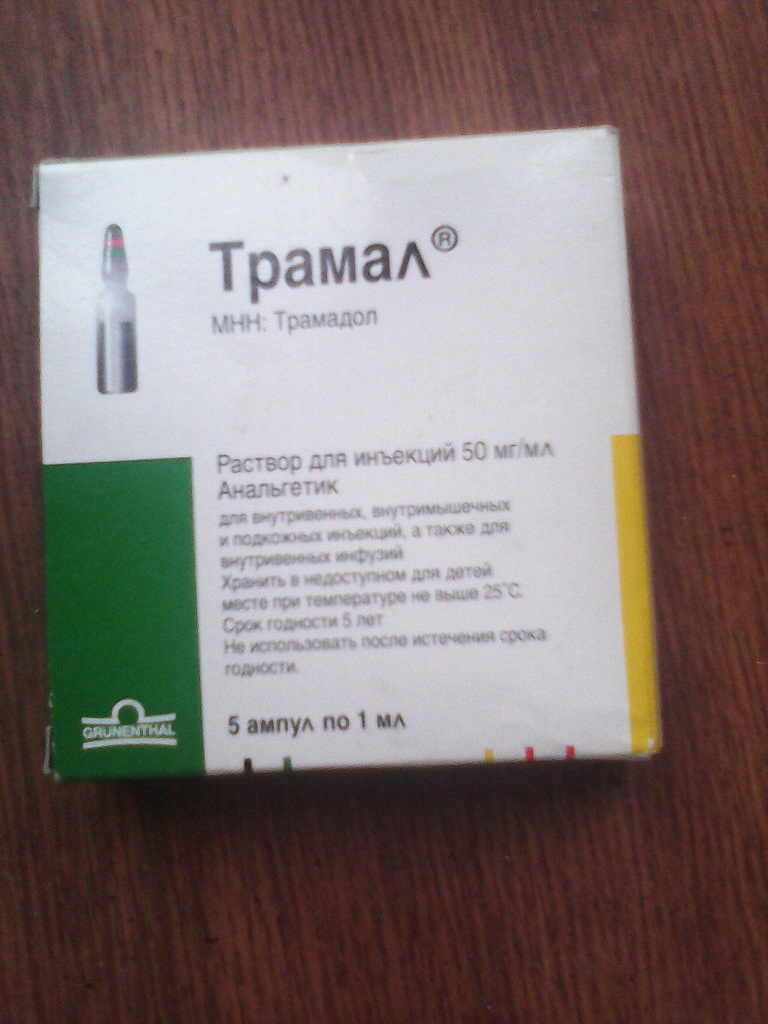 Трамал®
МНН: Трамадол
Раствор для инъекций 50 мг/мл
Анальгетик
для внутривенных, внутримышечных
и подкожных инъекций, а также для
внутривенных инфузий
Хранить в недоступном для детей
месте при температуре не выше 25°С.
Срок годности 5 лет
Не использовать после истечения срока
годности.
5 ампул по 1 мл
GRÜNENTHAL